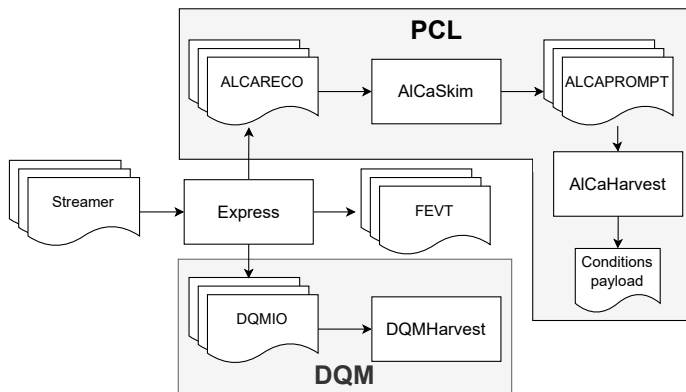 PCL
ALCARECO
AlCaSkim
ALCAPROMPT
Streamer
Express
FEVT
AlCaHarvest
Conditions
payload
DQMIO
DQMHarvest
DQM